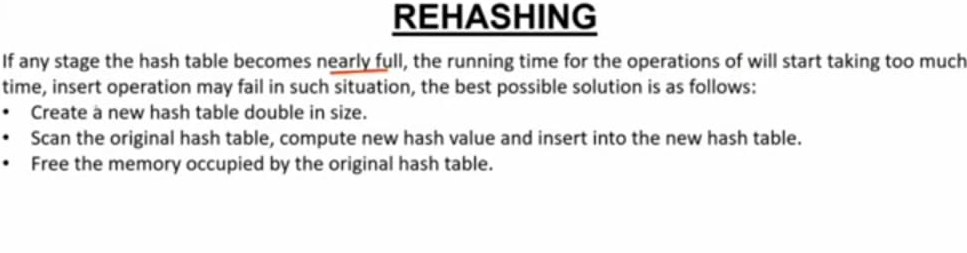 REHASHING
If any stage the hash table becomes nearly full, the running time for the operations of will start taking too much
time, insert operation may fail in such situation, the best possible solution is as follows:
• Create a new hash table double in size.
• Scan the original hash table, compute new hash value and insert into the new hash table.
• Free the memory occupied by the original hash table.